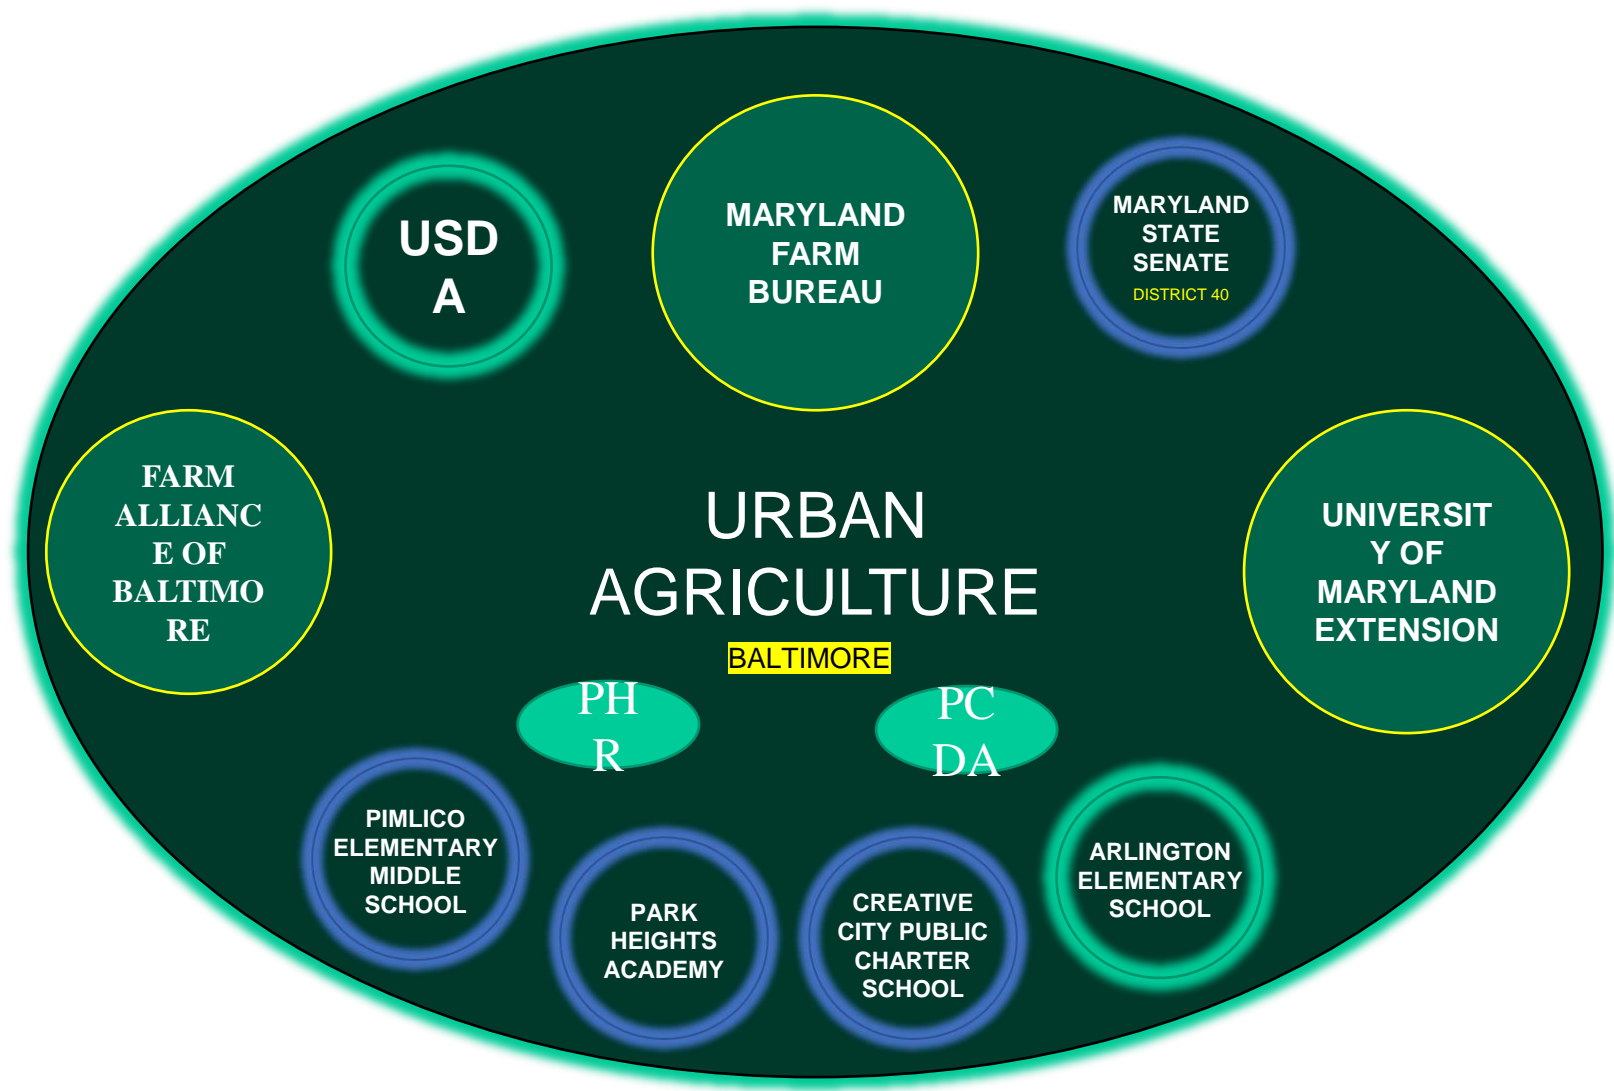 USD
A
MARYLAND
FARM
BUREAU
MARYLAND
STATE
SENATE
DISTRICT 40
FARM
ALLIANC
E OF
BALTIMO
RE
URBAN
AGRICULTURE
BALTIMORE
UNIVERSIT
Y OF
MARYLAND
EXTENSION
PH
R
PC
DA
PIMLICO
ELEMENTARY
MIDDLE
SCHOOL
PARK
HEIGHTS
ACADEMY
CREATIVE
CITY PUBLIC
CHARTER
SCHOOL
ARLINGTON
ELEMENTARY
SCHOOL